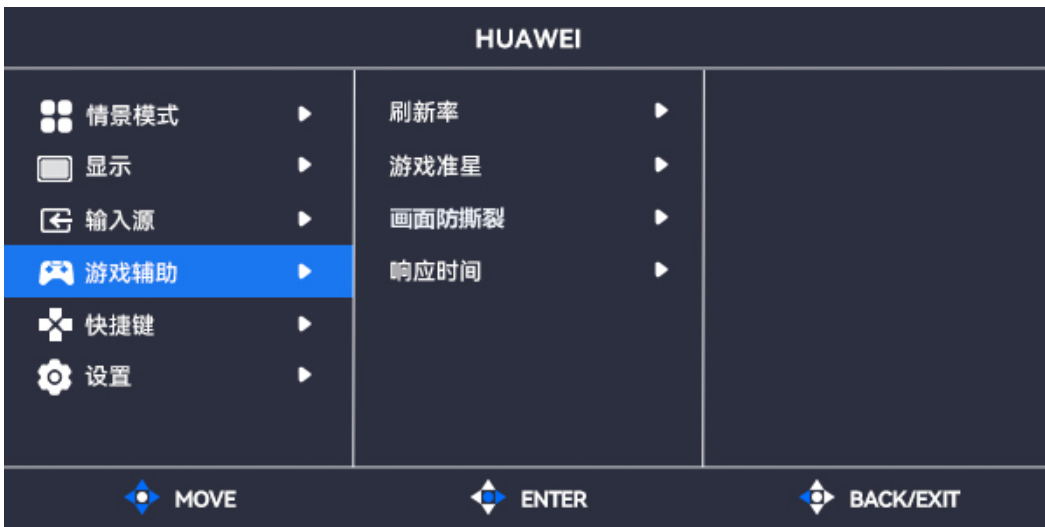 HUAWEI
情景模式
显示
输入源
游戏辅助
快捷键
设置
刷新率
游戏准星
画面防撕裂
响应时间
MOVE
ENTER
BACK/EXIT